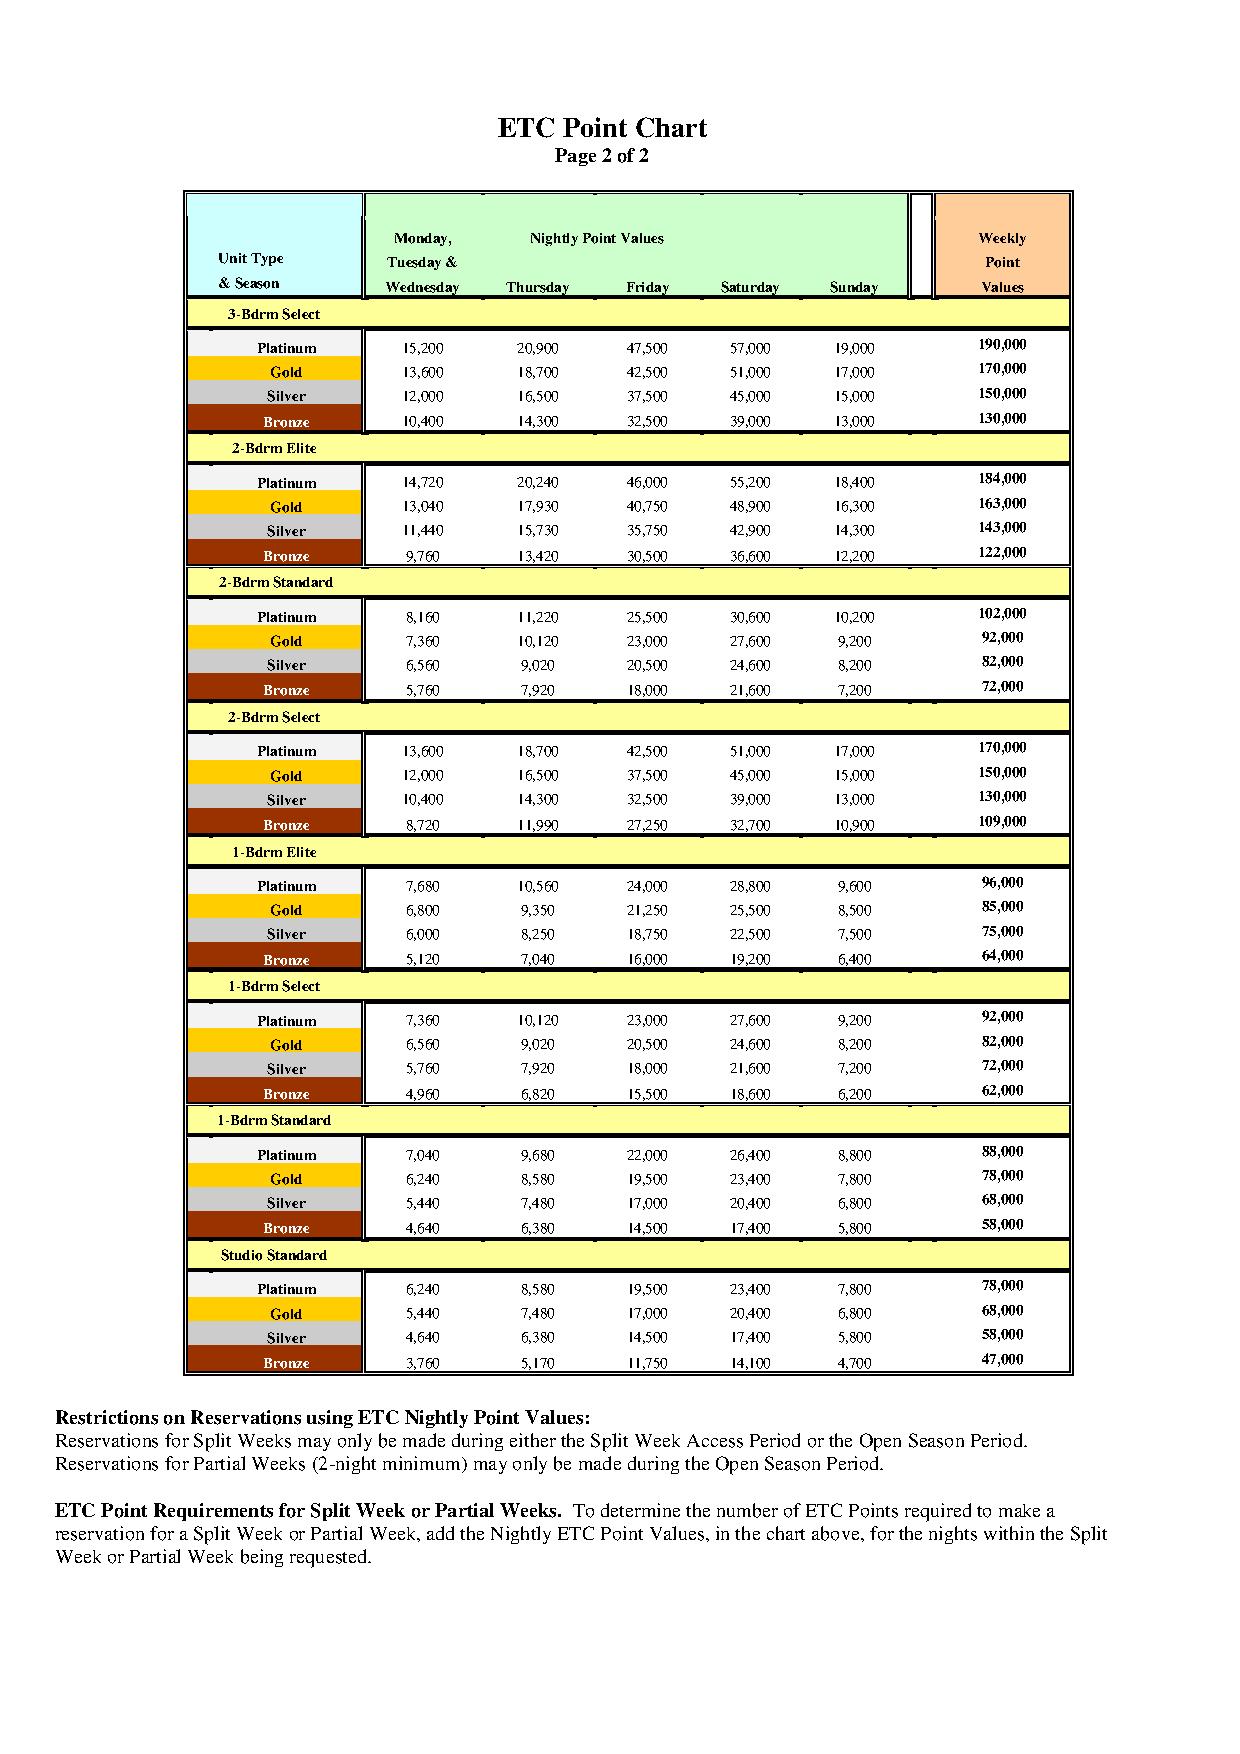 ETC Point Chart
Page 2 of 2
Monday, Nightly Point Values Weekly
Unit Type Tuesday & Point
& Season Wednesday Thursday Friday Saturday Sunday Values
3-Bdrm Select
Platinum 15,200 20,900 47,500 57,000 19,000 190,000
Gold 13,600 18,700 42,500 51,000 17,000 170,000
Silver 12,000 16,500 37,500 45,000 15,000 150,000
Bronze 10,400 14,300 32,500 39,000 13,000 130,000
2-Bdrm Elite
Platinum 14,720 20,240 46,000 55,200 18,400 184,000
Gold 13,040 17,930 40,750 48,900 16,300 163,000
Silver 11,440 15,730 35,750 42,900 14,300 143,000
Bronze 9,760 13,420 30,500 36,600 12,200 122,000
2-Bdrm Standard
Platinum 8,160 11,220 25,500 30,600 10,200 102,000
Gold 7,360 10,120 23,000 27,600 9,200 92,000
Silver 6,560 9,020 20,500 24,600 8,200 82,000
Bronze 5,760 7,920 18,000 21,600 7,200 72,000
2-Bdrm Select
Platinum 13,600 18,700 42,500 51,000 17,000 170,000
Gold 12,000 16,500 37,500 45,000 15,000 150,000
Silver 10,400 14,300 32,500 39,000 13,000 130,000
Bronze 8,720 11,990 27,250 32,700 10,900 109,000
1-Bdrm Elite
Platinum 7,680 10,560 24,000 28,800 9,600 96,000
Gold 6,800 9,350 21,250 25,500 8,500 85,000
Silver 6,000 8,250 18,750 22,500 7,500 75,000
Bronze 5,120 7,040 16,000 19,200 6,400 64,000
1-Bdrm Select
Platinum 7,360 10,120 23,000 27,600 9,200 92,000
Gold 6,560 9,020 20,500 24,600 8,200 82,000
Silver 5,760 7,920 18,000 21,600 7,200 72,000
Bronze 4,960 6,820 15,500 18,600 6,200 62,000
1-Bdrm Standard
Platinum 7,040 9,680 22,000 26,400 8,800 88,000
Gold 6,240 8,580 19,500 23,400 7,800 78,000
Silver 5,440 7,480 17,000 20,400 6,800 68,000
Bronze 4,640 6,380 14,500 17,400 5,800 58,000
Studio Standard
Platinum 6,240 8,580 19,500 23,400 7,800 78,000
Gold 5,440 7,480 17,000 20,400 6,800 68,000
Silver 4,640 6,380 14,500 17,400 5,800 58,000
Bronze 3,760 5,170 11,750 14,100 4,700 47,000
Restrictions on Reservations using ETC Nightly Point Values:
Reservations for Split Weeks may only be made during either the Split Week Access Period or the Open Season Period.
Reservations for Partial Weeks (2-night minimum) may only be made during the Open Season Period.
ETC Point Requirements for Split Week or Partial Weeks. To determine the number of ETC Points required to make a
reservation for a Split Week or Partial Week, add the Nightly ETC Point Values, in the chart above, for the nights within the Split
Week or Partial Week being requested.